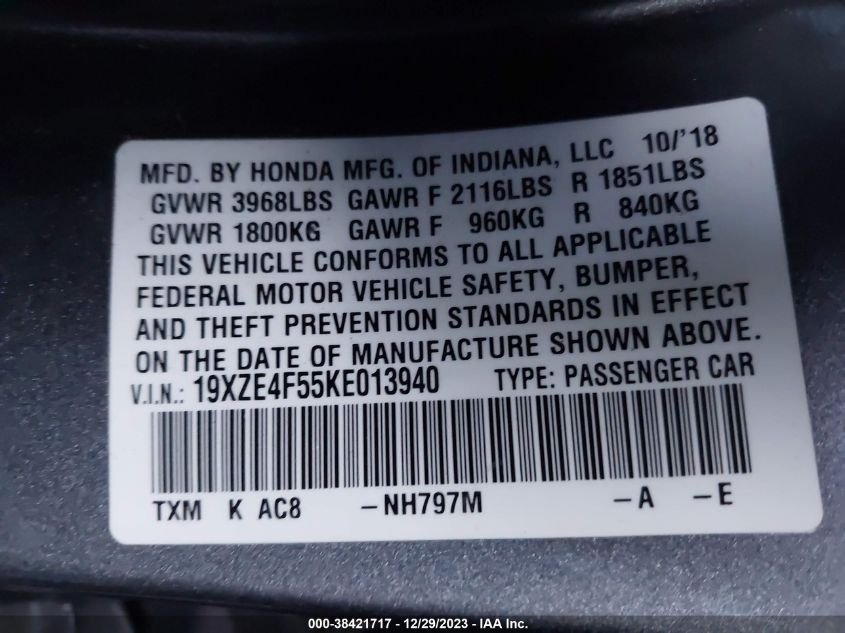 MFD. BY HONDA MFG. OF INDIANA, LLC 10/'18
GVWR 3968LBS GAWR F 2116LBS R 1851LBS
GVWR 1800KG GAWR F 960KG R 840KG
THIS VEHICLE CONFORMS TO ALL APPLICABLE
FEDERAL MOTOR VEHICLE SAFETY, BUMPER,
AND THEFT PREVENTION STANDARDS IN EFFECT
ON THE DATE OF MANUFACTURE SHOWN ABOVE.
V.I.N.: 19XZE4F55KE013940 TYPE: PASSENGER CAR
TXM K AC8 –NH797M –A –E
000-38421717 - 12/29/2023 - IAA Inc.